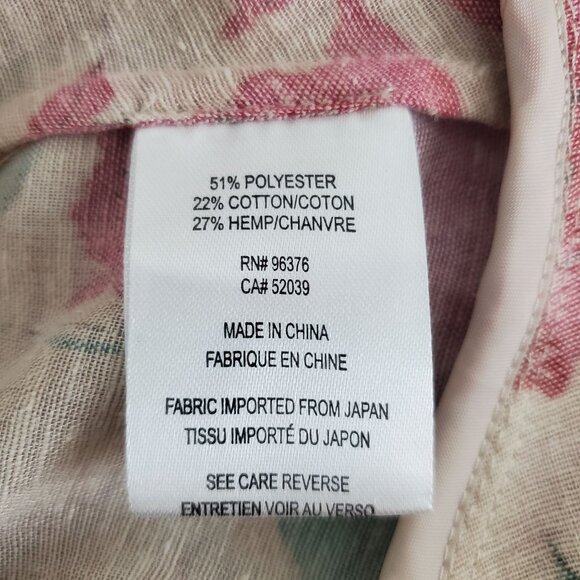 51% POLYESTER
22% COTTON/COTON
27% HEMP/CHANVRE
RN# 96376
CA# 52039
MADE IN CHINA
FABRIQUE EN CHINE
FABRIC IMPORTED FROM JAPAN
TISSU IMPORTÉ DU JAPON
SEE CARE REVERSE
ENTRETIEN VOIR AU VERSO